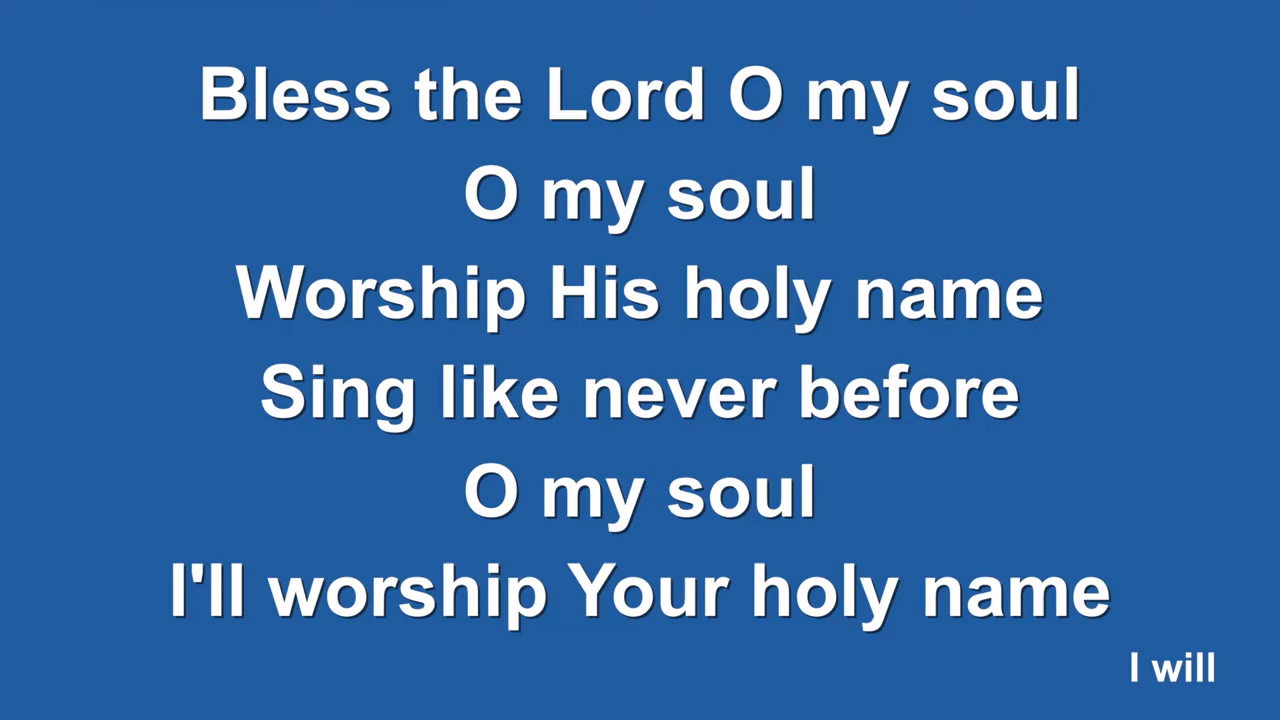 Bless the Lord O my soul
O my soul
Worship His holy name
Sing like never before
O my soul
I'll worship Your holy name
I will